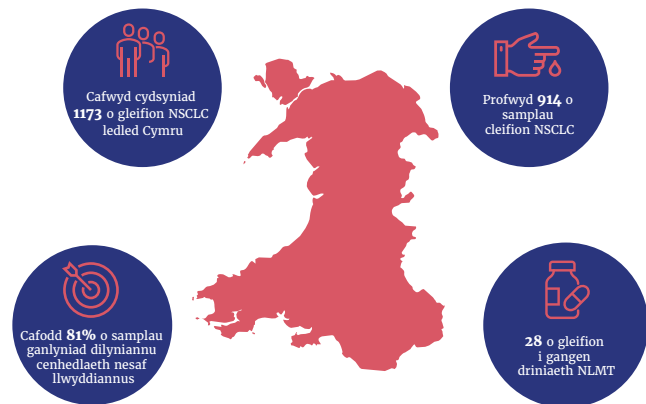 Cafwyd cydsyniad
1173 o gleifion NSCLC
ledled Cymru
Profwyd 914 o
samplau
cleifion NSCLC
Cafodd 81% o samplau
ganlyniad dilyniannu
cenhedlaeth nesaf
llwyddiannus
28 o gleifion
i gangen
driniaeth NLMT